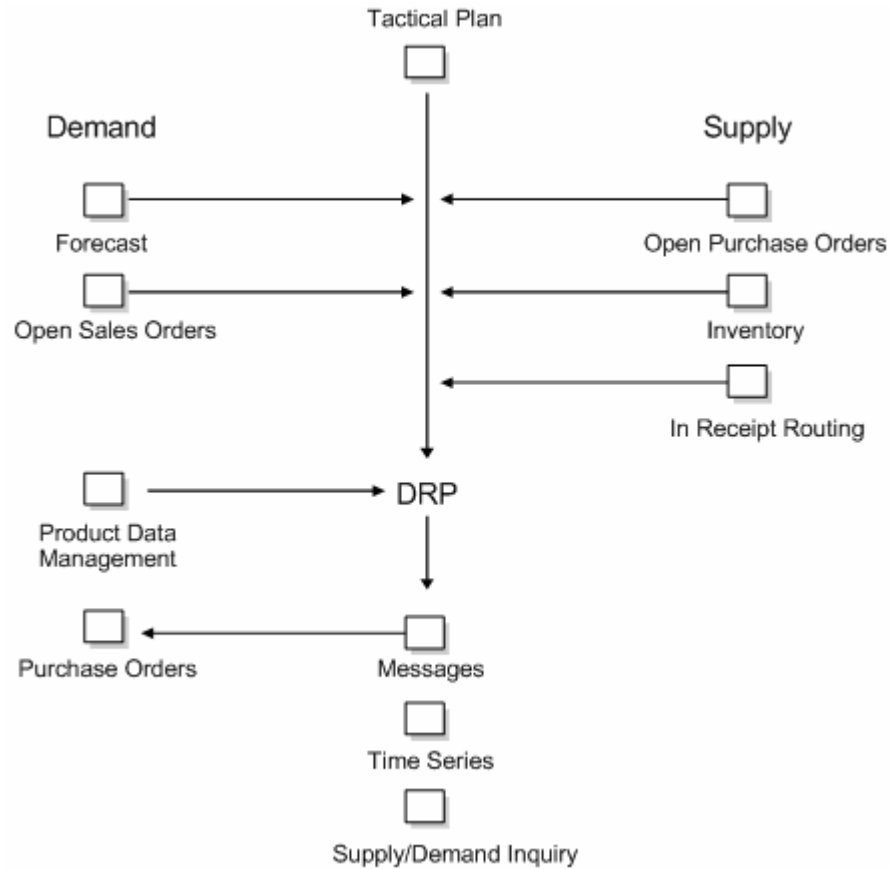 Tactical Plan
Demand
Supply
Forecast
Open Purchase Orders
Open Sales Orders
Inventory
In Receipt Routing
DRP
Product Data
Management
Purchase Orders
Messages
Time Series
Supply/Demand Inquiry